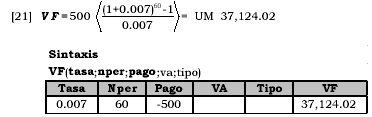 [21] VF=500 ((1+0.007)^60-1 / 0.007)= UM 37,124.02
Sintaxis
VF(tasa;nper;pago;va;tipo)
Tasa Nper Pago VA Tipo VF
0.007 60 -500 37,124.02